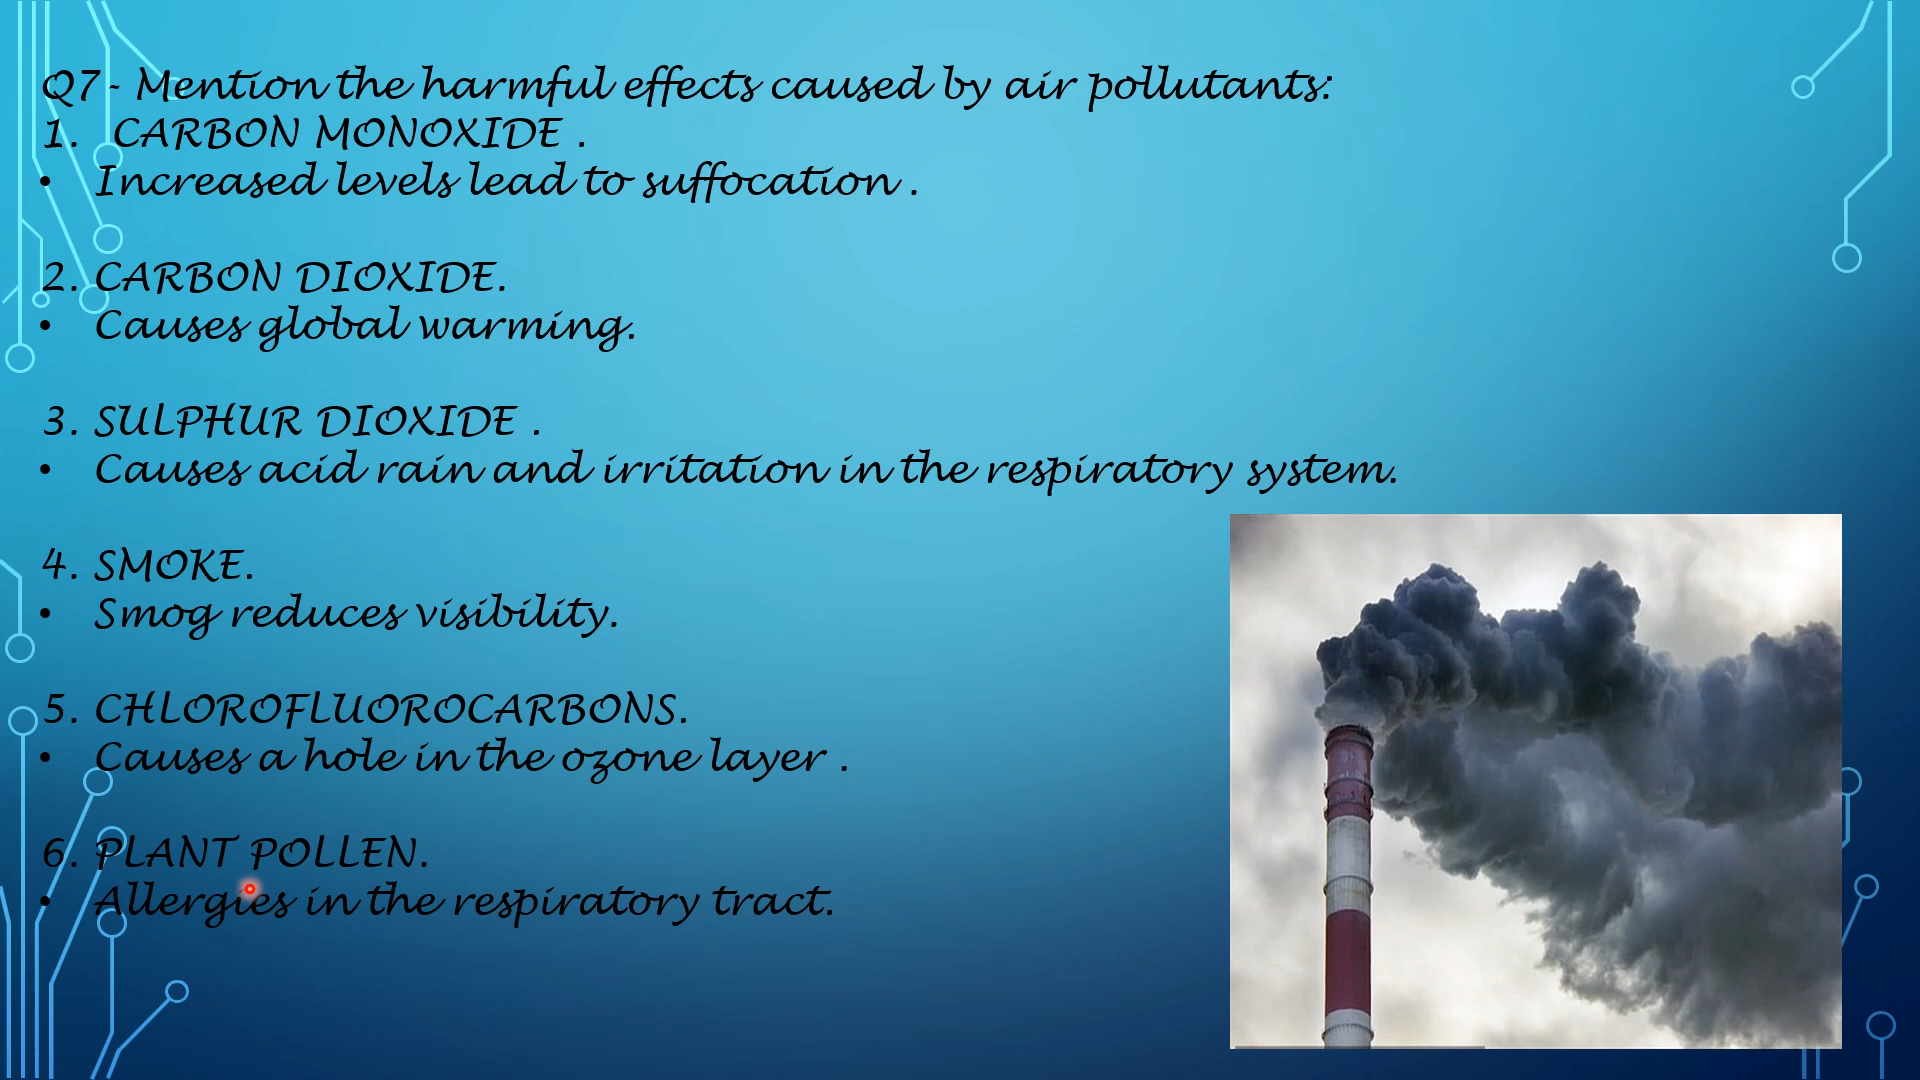 Q7- Mention the harmful effects caused by air pollutants:
1. CARBON MONOXIDE .
• Increased levels lead to suffocation .
2. CARBON DIOXIDE.
• Causes global warming.
3. SULPHUR DIOXIDE .
• Causes acid rain and irritation in the respiratory system.
4. SMOKE.
• Smog reduces visibility.
5. CHLOROFLUOROCARBONS.
• Causes a hole in the ozone layer .
6. PLANT POLLEN.
• Allergies in the respiratory tract.